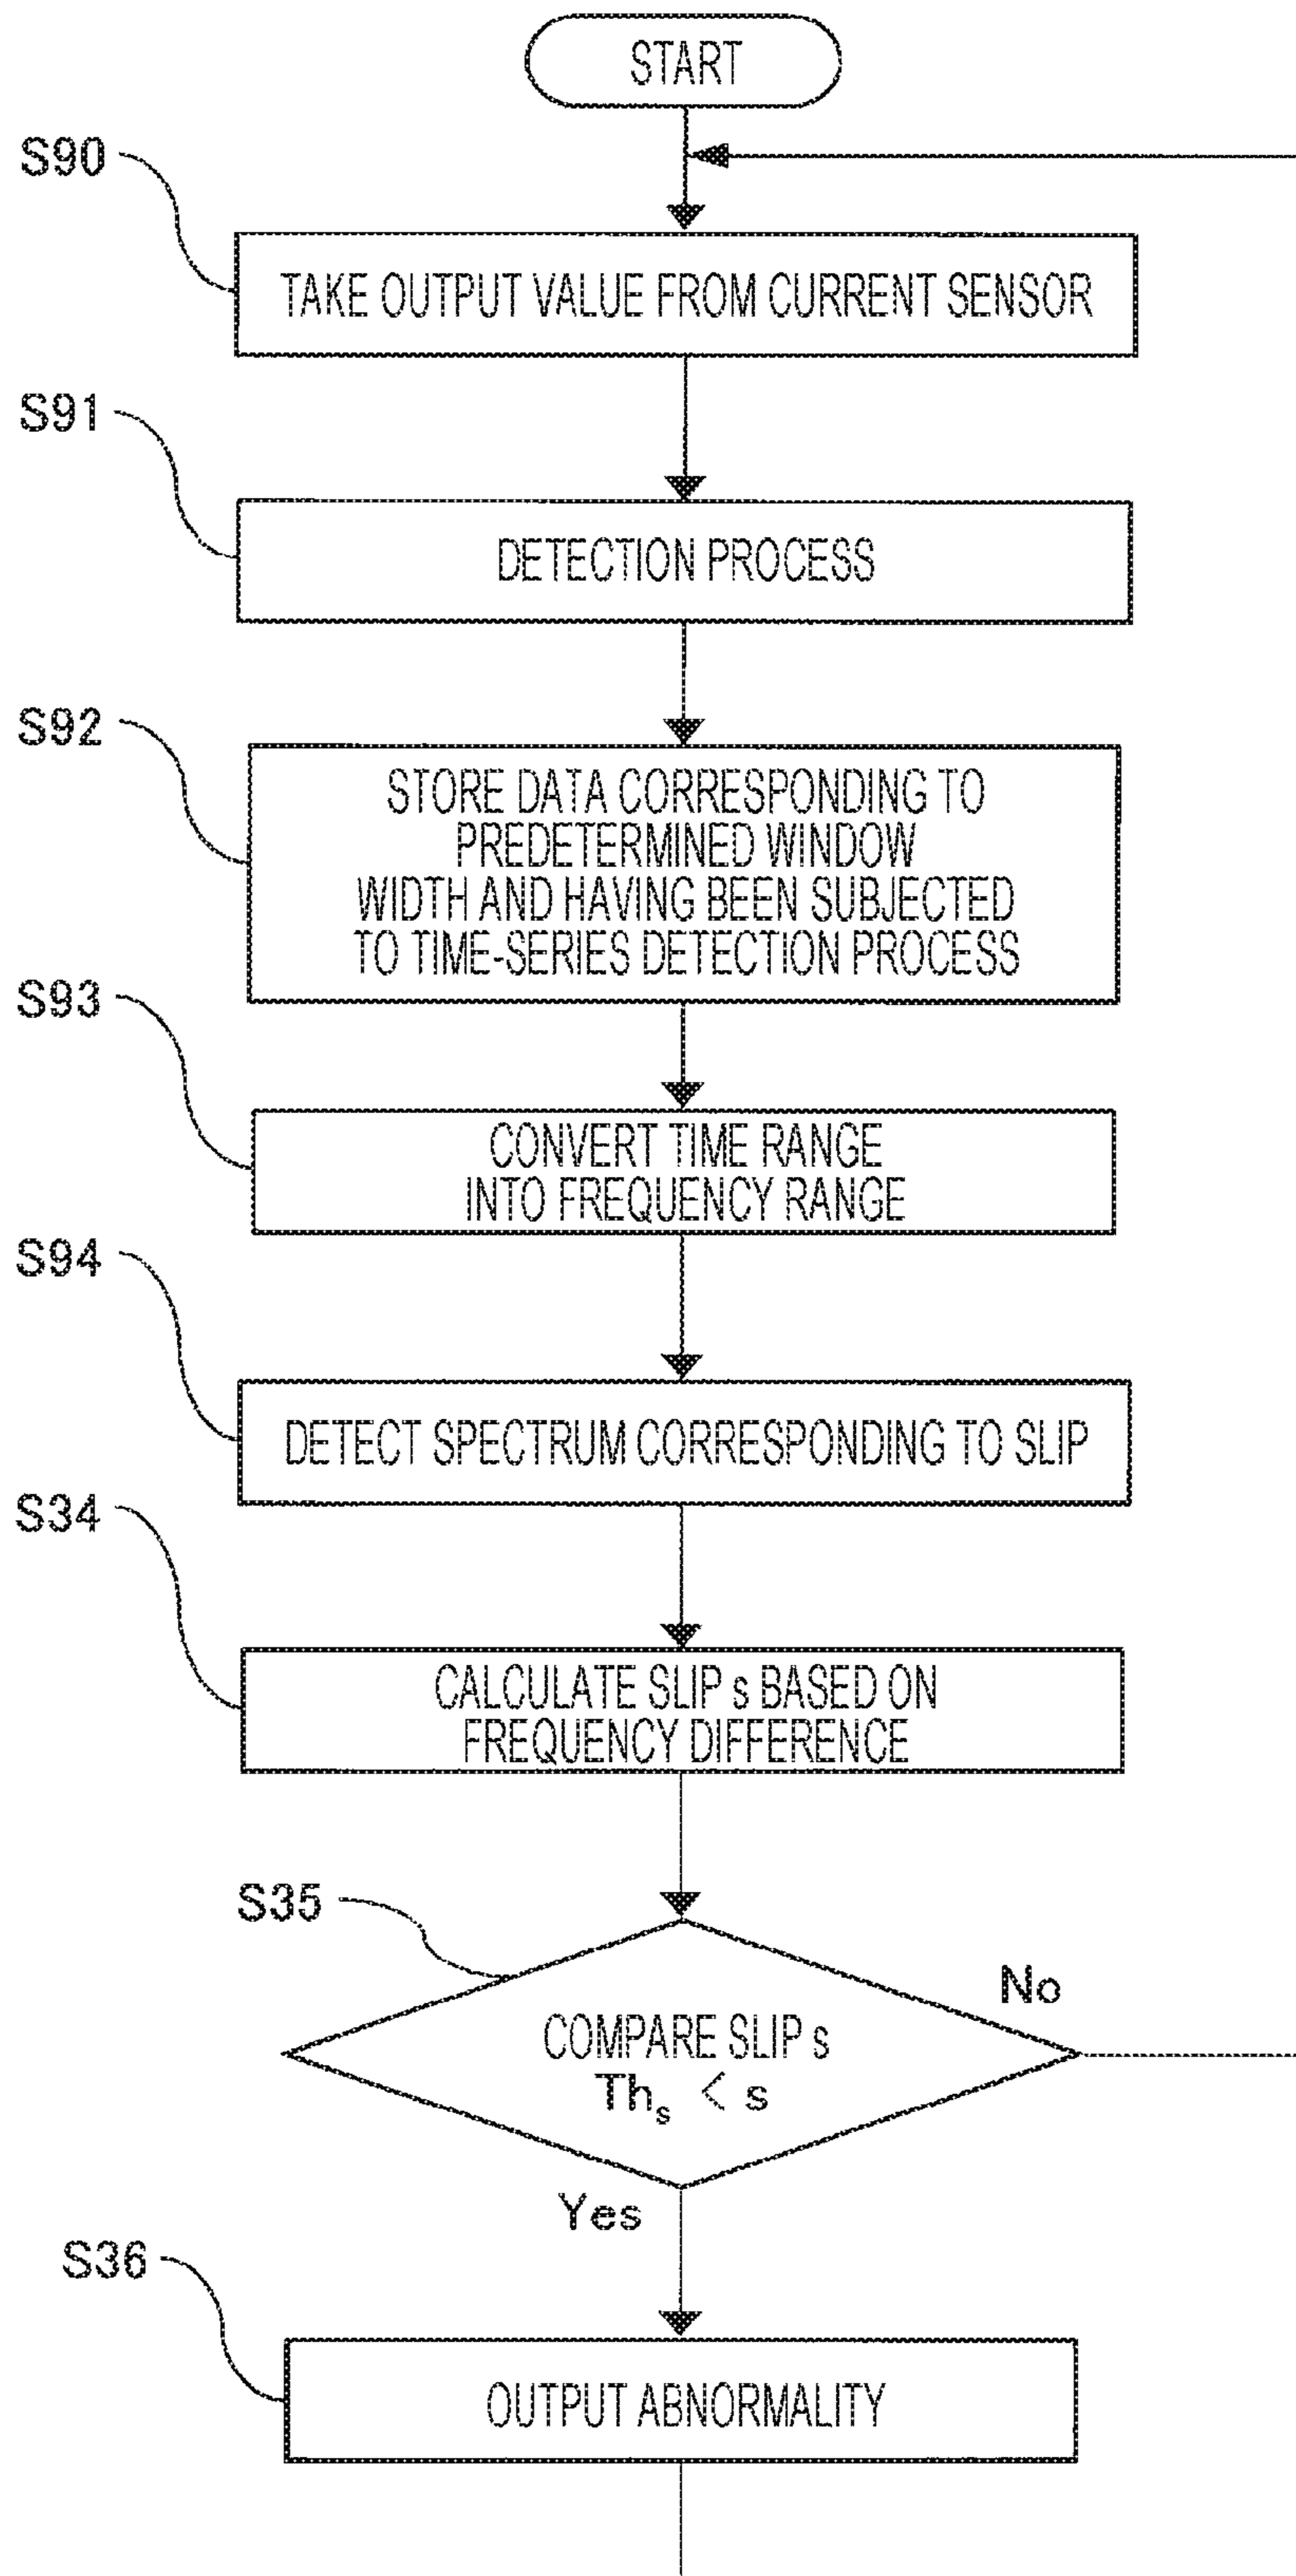 START
S90
TAKE OUTPUT VALUE FROM CURRENT SENSOR
S91
DETECTION PROCESS
S92
STORE DATA CORRESPONDING TO
PREDETERMINED WINDOW
WIDTH AND HAVING BEEN SUBJECTED
TO TIME-SERIES DETECTION PROCESS
S93
CONVERT TIME RANGE
INTO FREQUENCY RANGE
S94
DETECT SPECTRUM CORRESPONDING TO SLIP
S34
CALCULATE SLIP s BASED ON
FREQUENCY DIFFERENCE
S35
COMPARE SLIP s
Ths < s
No
Yes
S36
OUTPUT ABNORMALITY